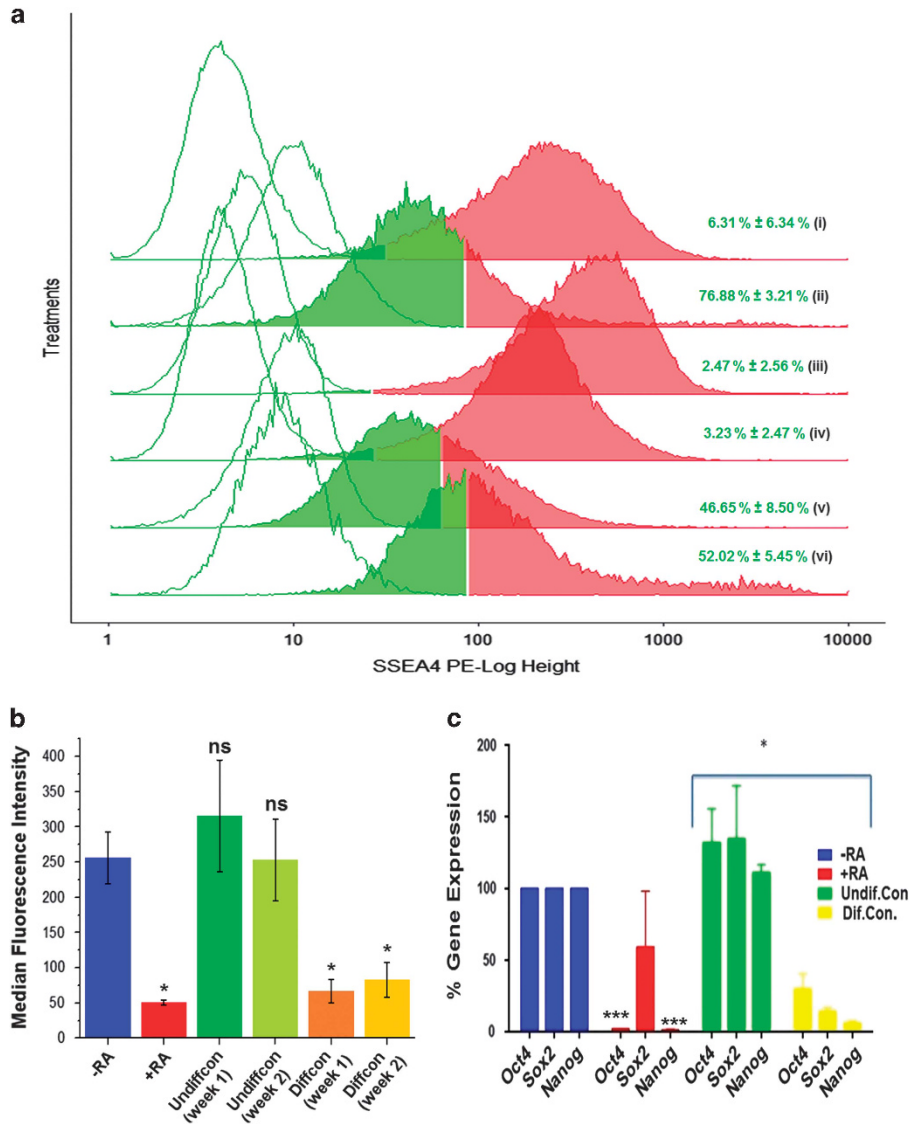 a
Treatments
6.31 % ± 6.34 % (i)
76.88 % ± 3.21 % (ii)
2.47 % ± 2.56 % (iii)
3.23 % ± 2.47 % (iv)
46.65 % ± 8.50 % (v)
52.02 % ± 5.45 % (vi)
1 10 100 1000 10000
SSEA4 PE-Log Height
b
Median Fluorescence Intensity
400
350
300
250
200
150
100
50
0
ns
ns
*
*
*
-RA
+RA
Undiffcon
(week 1)
Undiffcon
(week 2)
Diffcon
(week 1)
Diffcon
(week 2)
c
% Gene Expression
200
150
100
50
0
*
-RA
+RA
Undif.Con
Dif.Con.
***
***
Oct4
Sox2
Nanog
Oct4
Sox2
Nanog
Oct4
Sox2
Nanog
Oct4
Sox2
Nanog